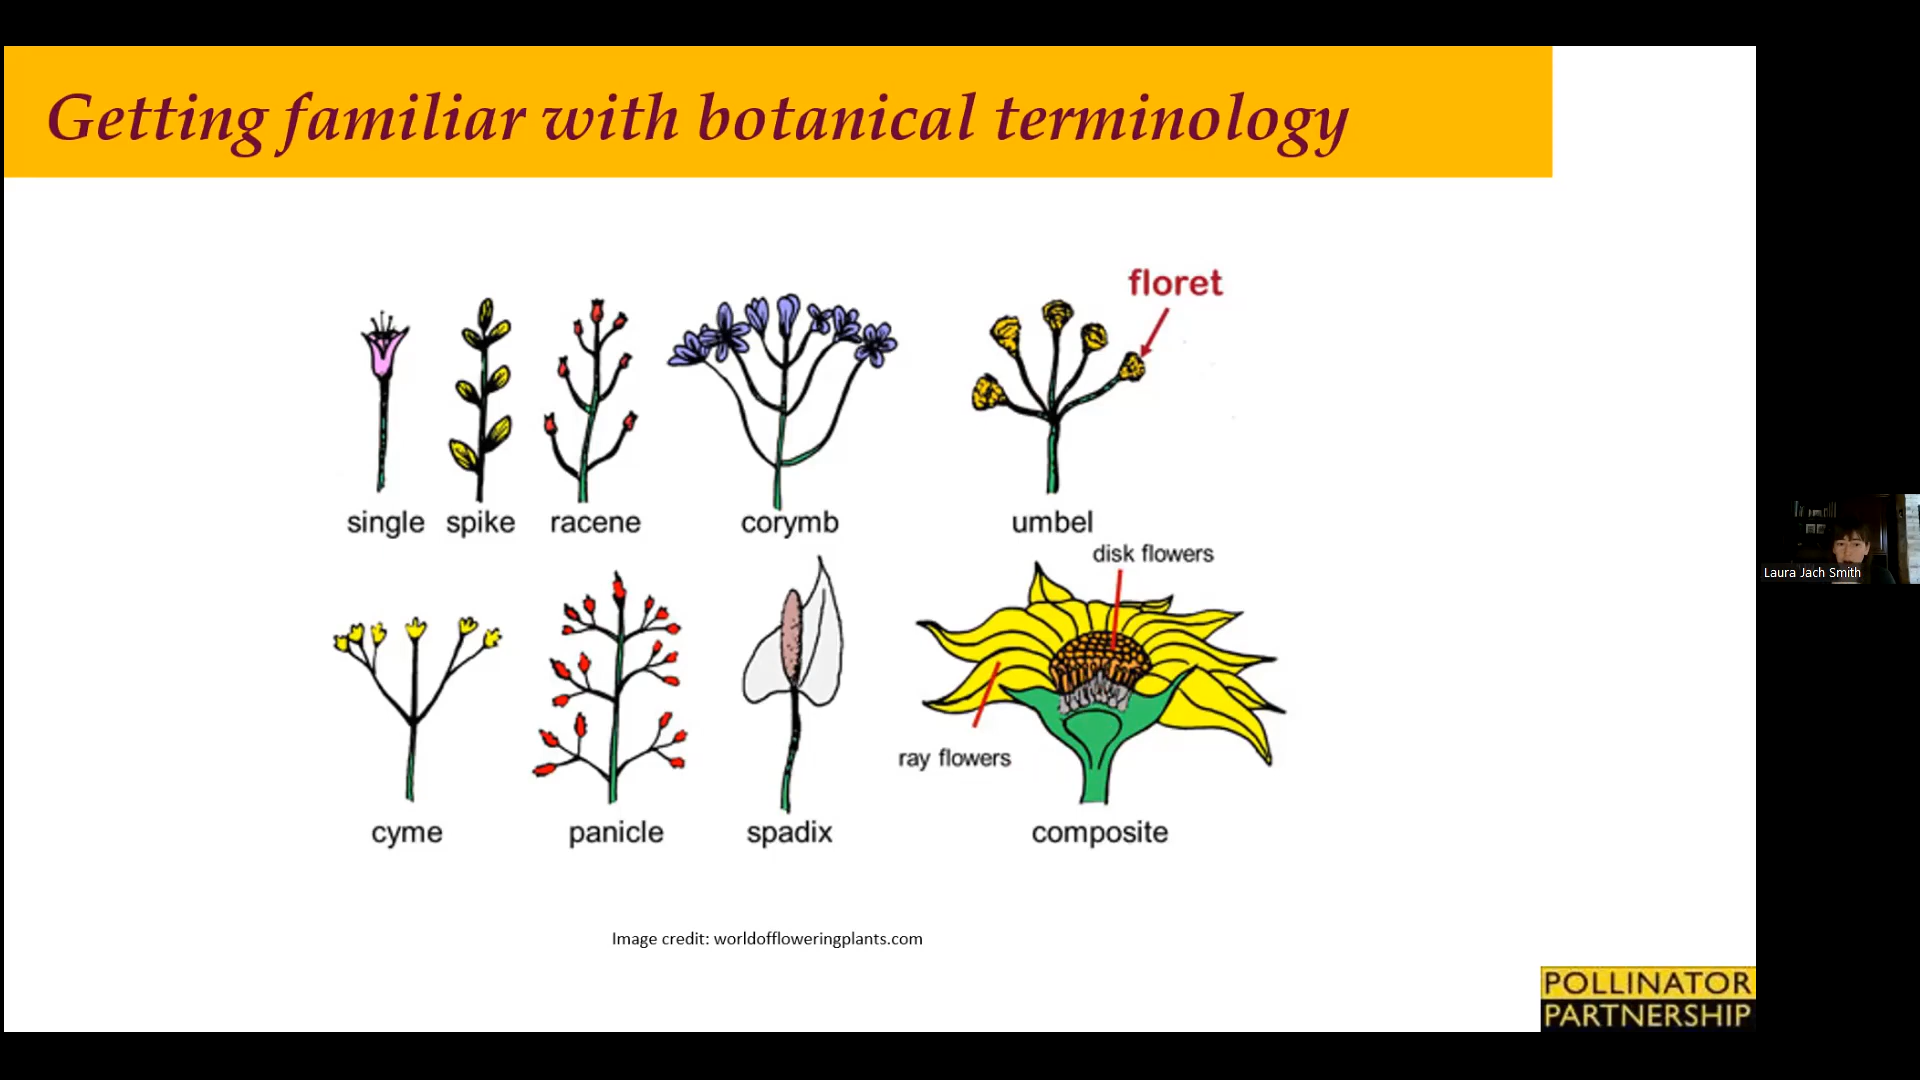 Getting familiar with botanical terminology
floret
single spike racene corymb umbel
disk flowers
ray flowers
cyme panicle spadix composite
Image credit: worldoffloweringplants.com
POLLINATOR
PARTNERSHIP
Laura Jach Smith